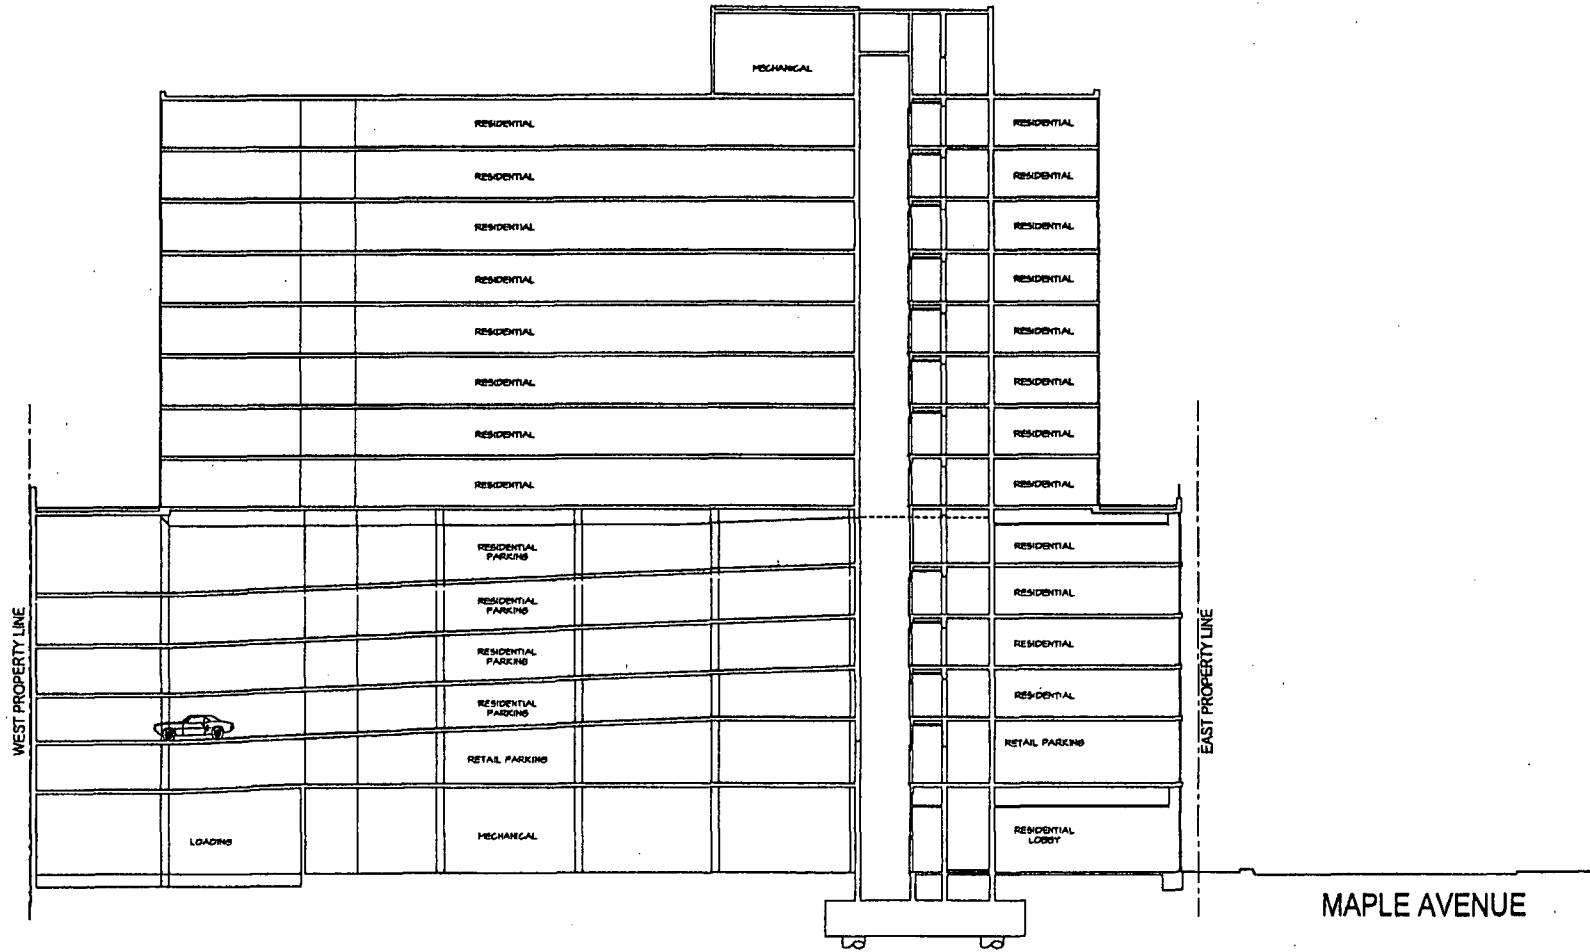 MECHANICAL
RESIDENTIAL RESIDENTIAL
RESIDENTIAL RESIDENTIAL
RESIDENTIAL RESIDENTIAL
RESIDENTIAL RESIDENTIAL
RESIDENTIAL RESIDENTIAL
RESIDENTIAL RESIDENTIAL
RESIDENTIAL RESIDENTIAL
RESIDENTIAL RESIDENTIAL
RESIDENTIAL
PARKING
RESIDENTIAL
RESIDENTIAL
PARKING
RESIDENTIAL
RESIDENTIAL
PARKING
RESIDENTIAL
RESIDENTIAL
PARKING
RESIDENTIAL
WEST PROPERTY LINE
EAST PROPERTY LINE
RETAIL PARKING
RETAIL PARKING
LOADING
MECHANICAL
RESIDENTIAL
LOBBY
MAPLE AVENUE